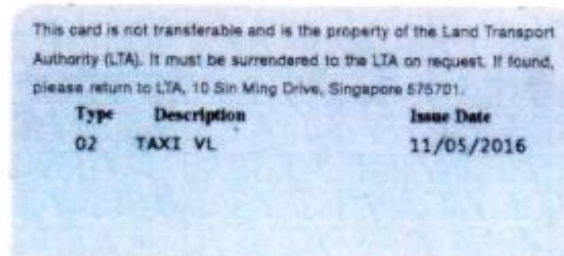 This card is not transferable and is the property of the Land Transport
Authority (LTA). It must be surrendered to the LTA on request. If found,
please return to LTA, 10 Sin Ming Drive, Singapore 575701.
Type Description Issue Date
02 TAXI VL 11/05/2016